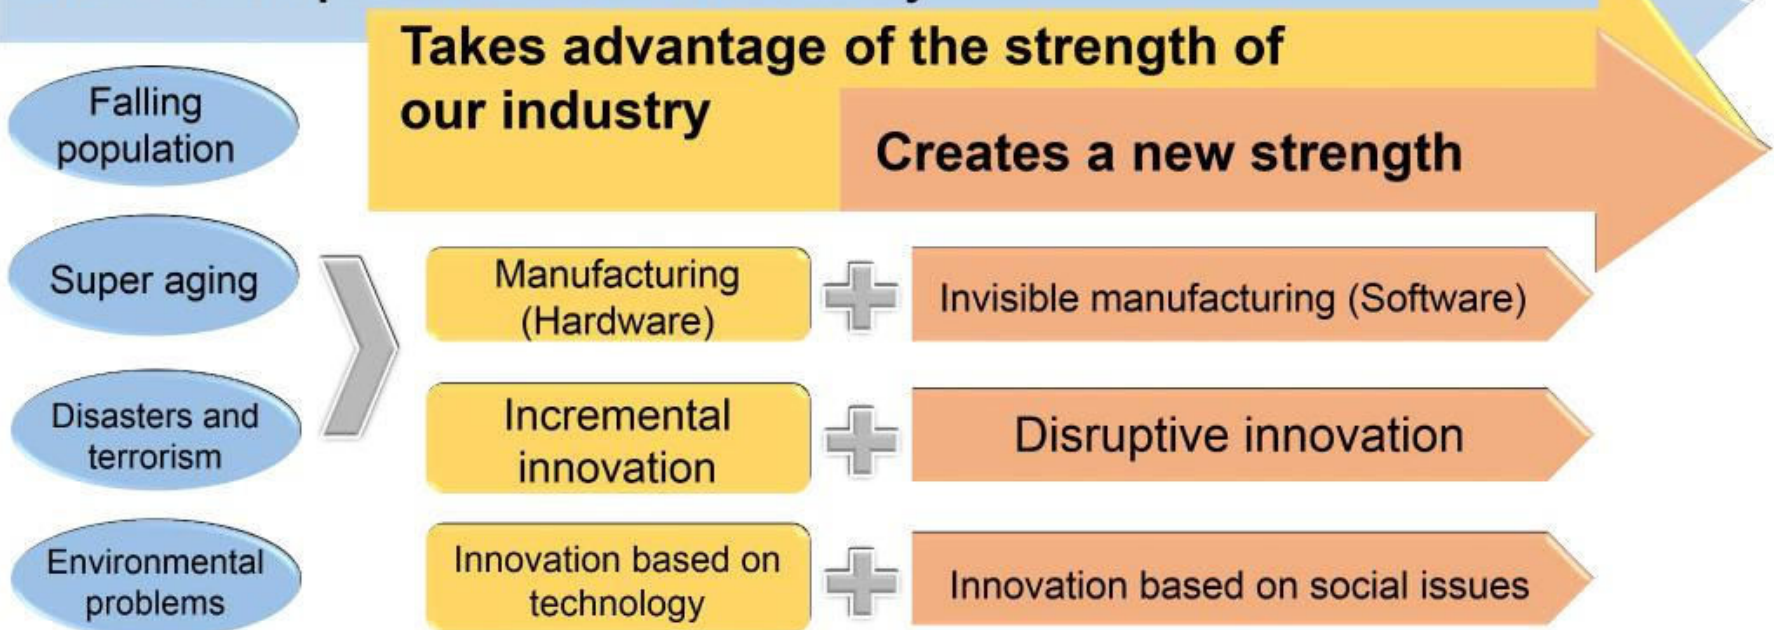 Takes advantage of the strength of
our industry
Creates a new strength
Falling
population
Super aging
Disasters and
terrorism
Environmental
problems
Manufacturing
(Hardware)
Invisible manufacturing (Software)
Incremental
innovation
Disruptive innovation
Innovation based on
technology
Innovation based on social issues